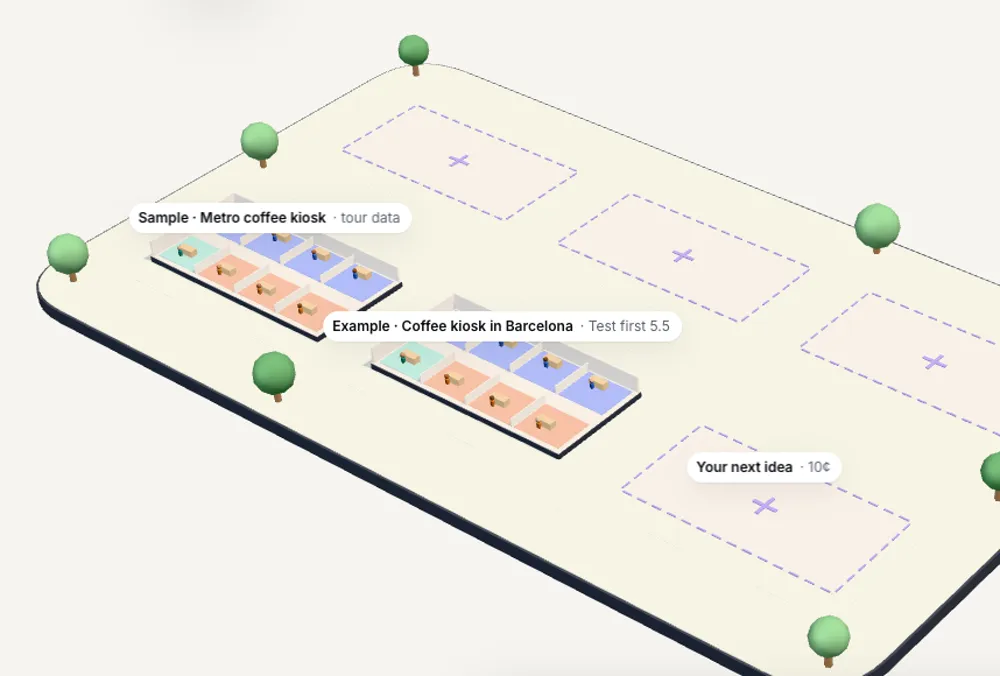 Sample · Metro coffee kiosk · tour data
Example · Coffee kiosk in Barcelona · Test first 5.5
Your next idea · 10¢